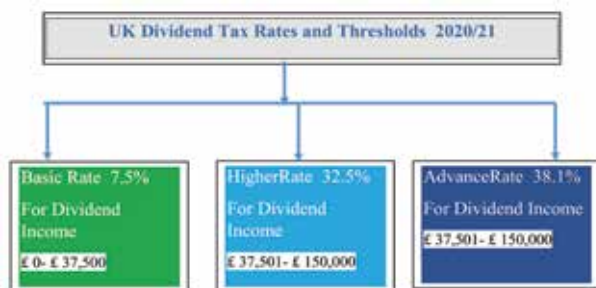 UK Dividend Tax Rates and Thresholds 2020/21
Basic Rate 7.5%
For Dividend
Income
£ 0- £ 37,500
HigherRate 32.5%
For Dividend
Income
£ 37,501- £ 150,000
AdvanceRate 38.1%
For Dividend Income
£ 37,501- £ 150,000